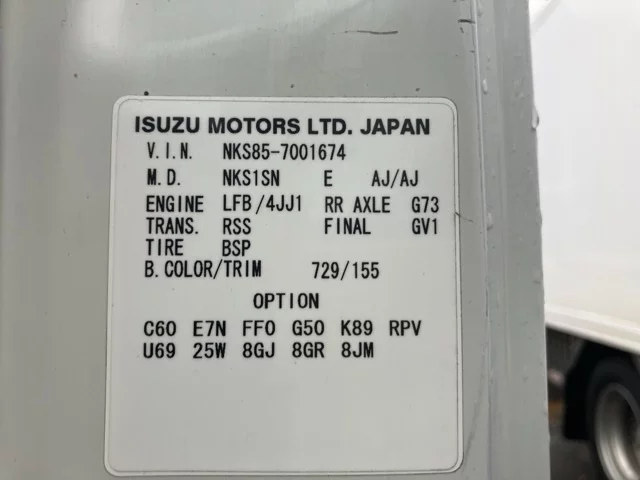 ISUZU MOTORS LTD. JAPAN
V.I.N. NKS85-7001674
M.D. NKS1SN E AJ/AJ
ENGINE LFB/4JJ1 RR AXLE G73
TRANS. RSS FINAL GV1
TIRE BSP
B.COLOR/TRIM 729/155
OPTION
C60 E7N FF0 G50 K89 RPV
U69 25W 8GJ 8GR 8JM